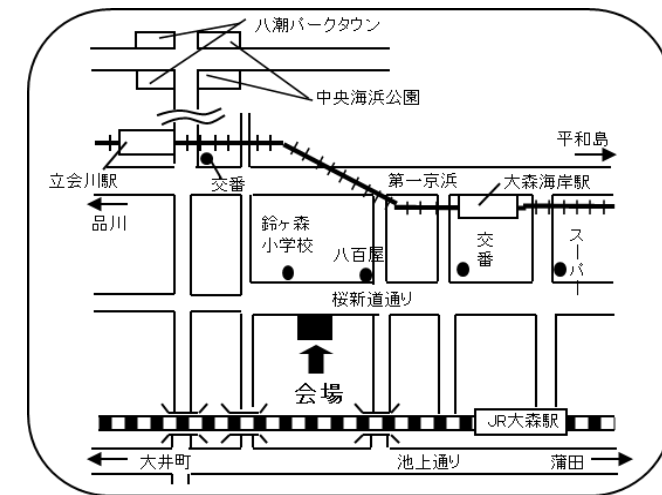 八潮パークタウン
中央海浜公園
平和島
立会川駅
交番
第一京浜
大森海岸駅
品川
鈴ヶ森
小学校
八百屋
交番
スーパー
桜新道通り
会場
JR大森駅
大井町
池上通り
蒲田